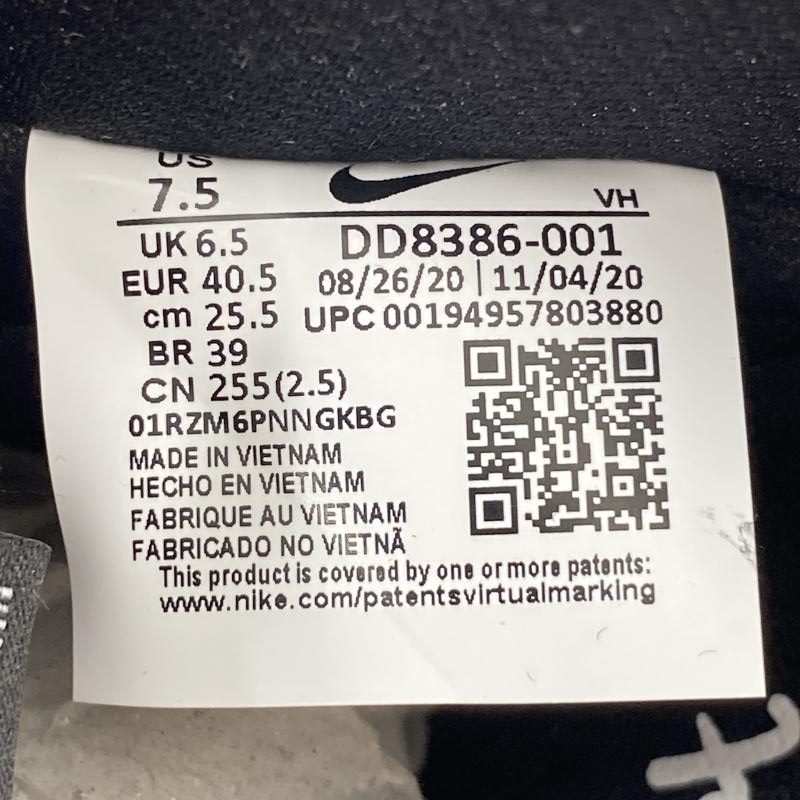 US
7.5
VH
UK 6.5 DD8386-001
EUR 40.5 08/26/20 | 11/04/20
cm 25.5 UPC 00194957803880
BR 39
CN 255(2.5)
01RZM6PNNGKBG
MADE IN VIETNAM
HECHO EN VIETNAM
FABRIQUE AU VIETNAM
FABRICADO NO VIETNÃ
This product is covered by one or more patents:
www.nike.com/patentsvirtualmarking